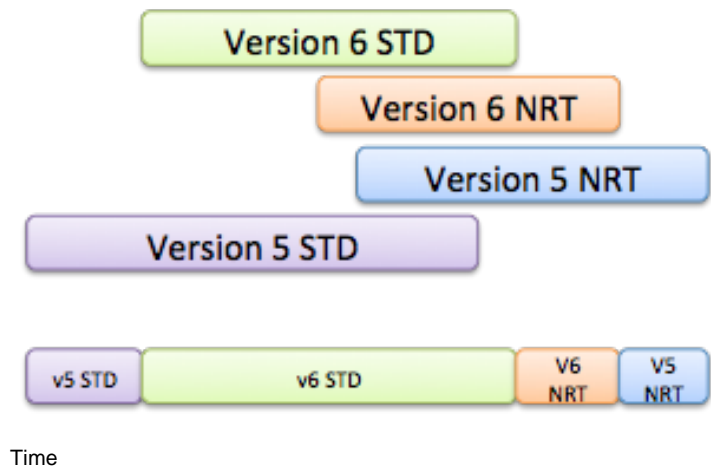 Version 6 STD
Version 6 NRT
Version 5 NRT
Version 5 STD
v5 STD
v6 STD
V6
NRT
V5
NRT
Time